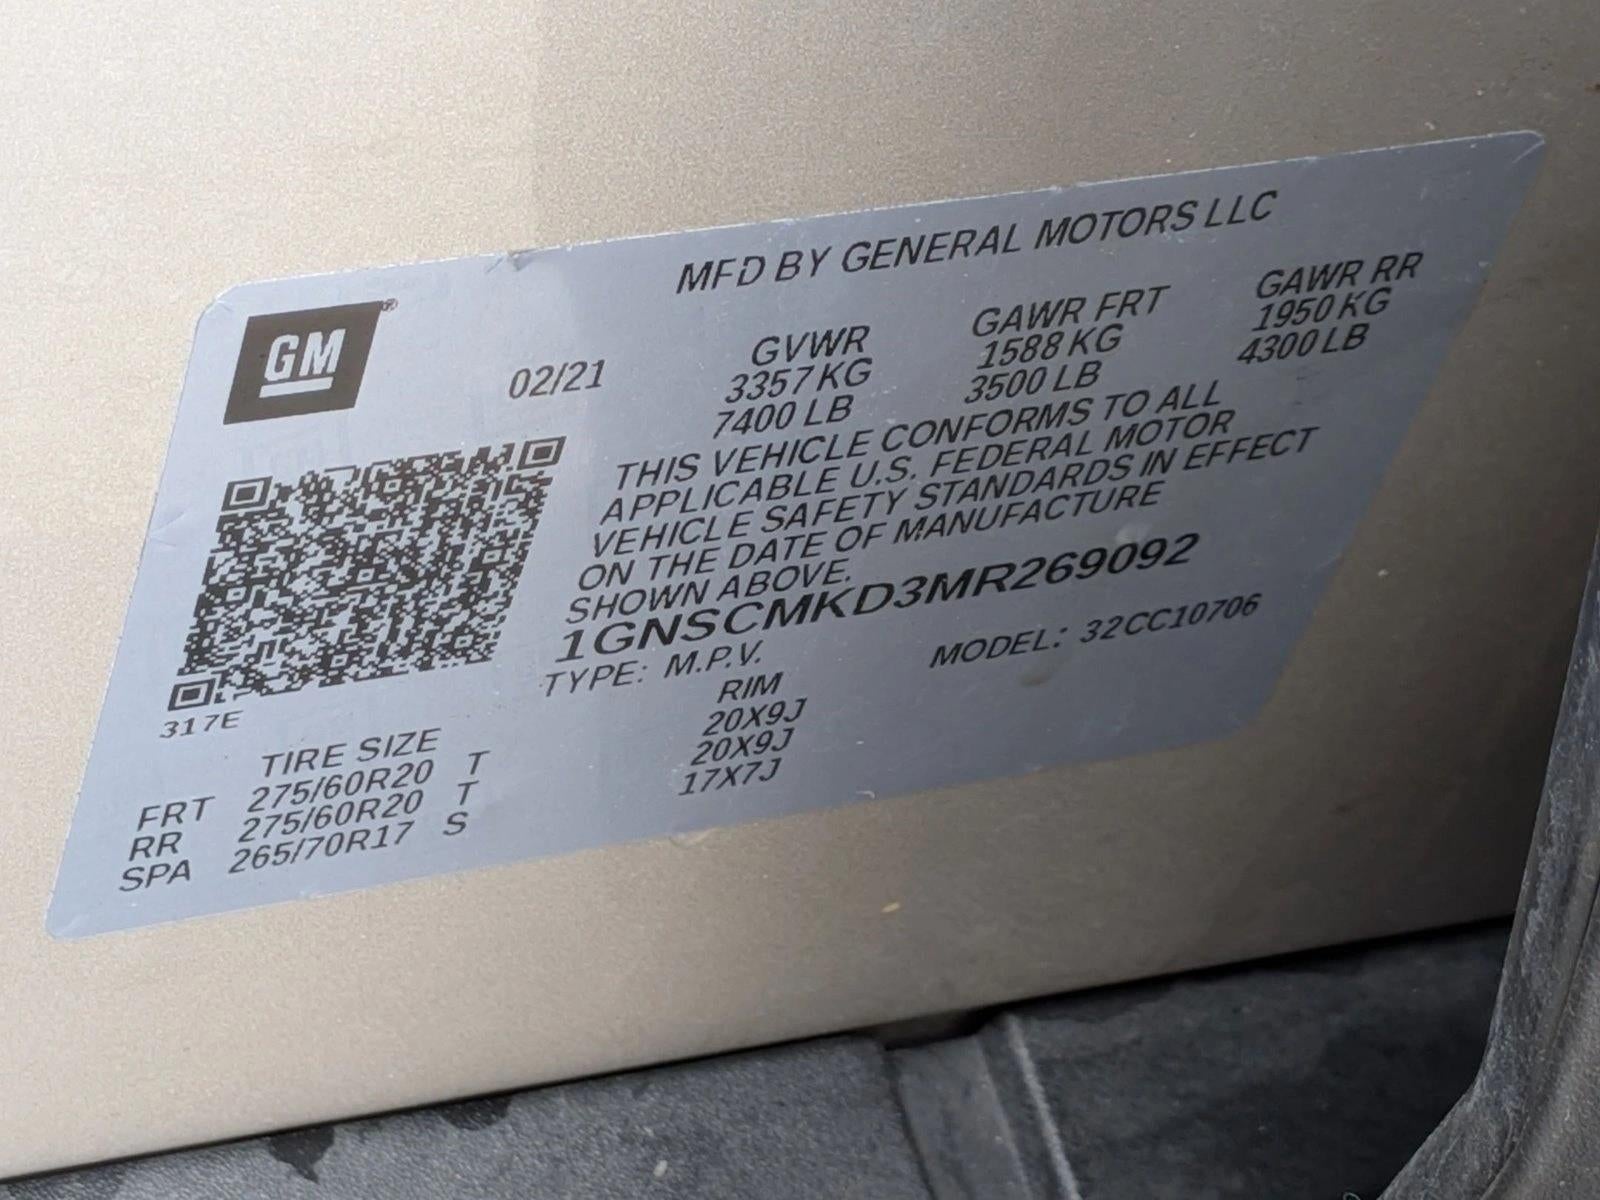 MFD BY GENERAL MOTORS LLC
GM®
02/21
GVWR GAWR FRT GAWR RR
3357 KG 1588 KG 1950 KG
7400 LB 3500 LB 4300 LB
THIS VEHICLE CONFORMS TO ALL
APPLICABLE U.S. FEDERAL MOTOR
VEHICLE SAFETY STANDARDS IN EFFECT
ON THE DATE OF MANUFACTURE
SHOWN ABOVE.
1GNSCMKD3MR269092
TYPE: M.P.V. MODEL: 32CC10706
317E
TIRE SIZE RIM
FRT 275/60R20 T 20X9J
RR 275/60R20 T 20X9J
SPA 265/70R17 S 17X7J